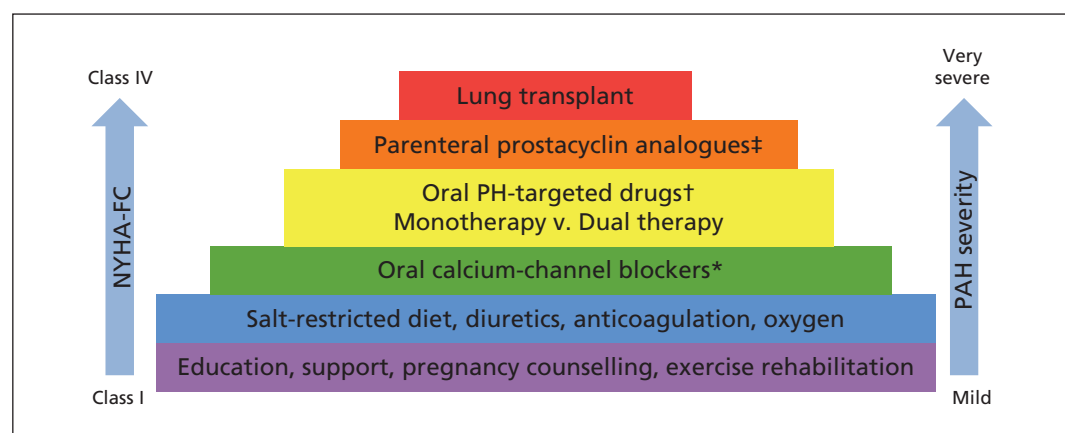 Class IV
Very
severe
Lung transplant
Parenteral prostacyclin analogues‡
Oral PH-targeted drugs†
Monotherapy v. Dual therapy
NYHA-FC
PAH severity
Oral calcium-channel blockers*
Salt-restricted diet, diuretics, anticoagulation, oxygen
Education, support, pregnancy counselling, exercise rehabilitation
Class I
Mild